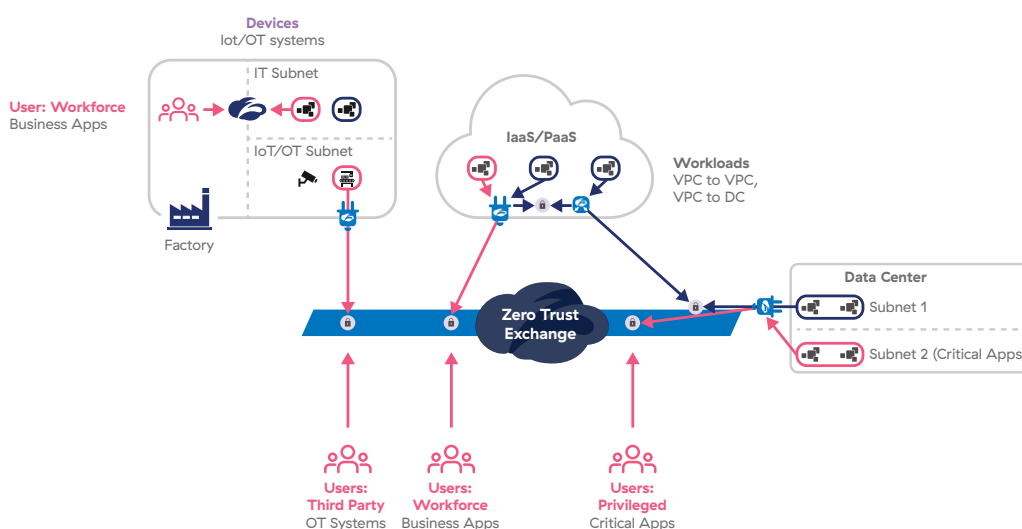 Devices
Iot/OT systems
IT Subnet
User: Workforce
Business Apps
IoT/OT Subnet
Factory
IaaS/PaaS
Workloads
VPC to VPC,
VPC to DC
Data Center
Subnet 1
Subnet 2 (Critical Apps
Zero Trust
Exchange
Users:
Third Party
OT Systems
Users:
Workforce
Business Apps
Users:
Privileged
Critical Apps